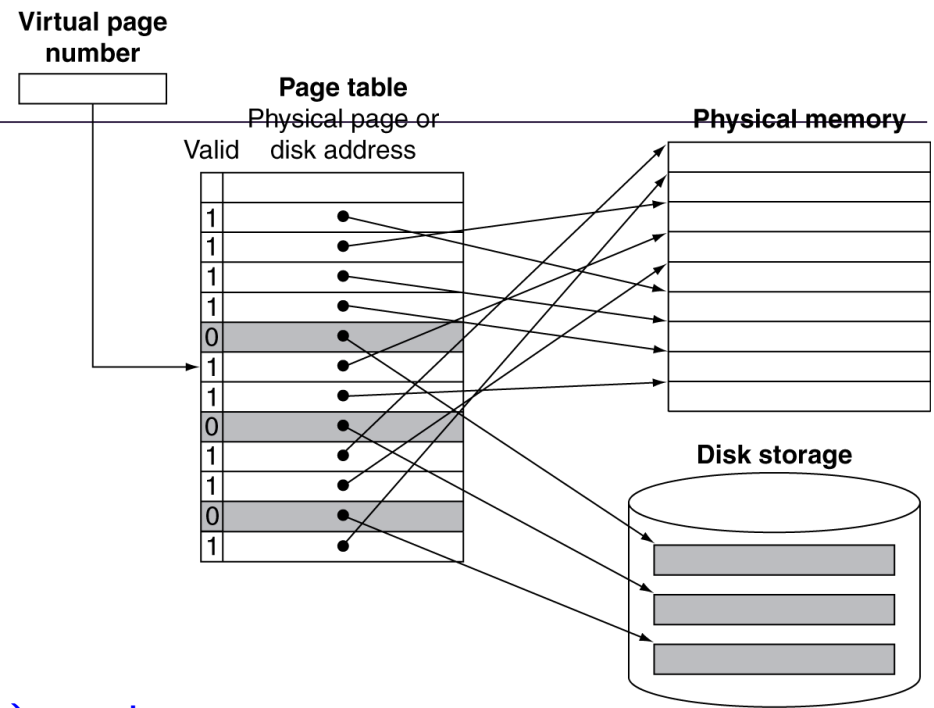 Virtual page
number
Page table
Physical page or
Valid disk address
Physical memory
1
1
1
1
0
1
1
0
1
1
0
1
Disk storage